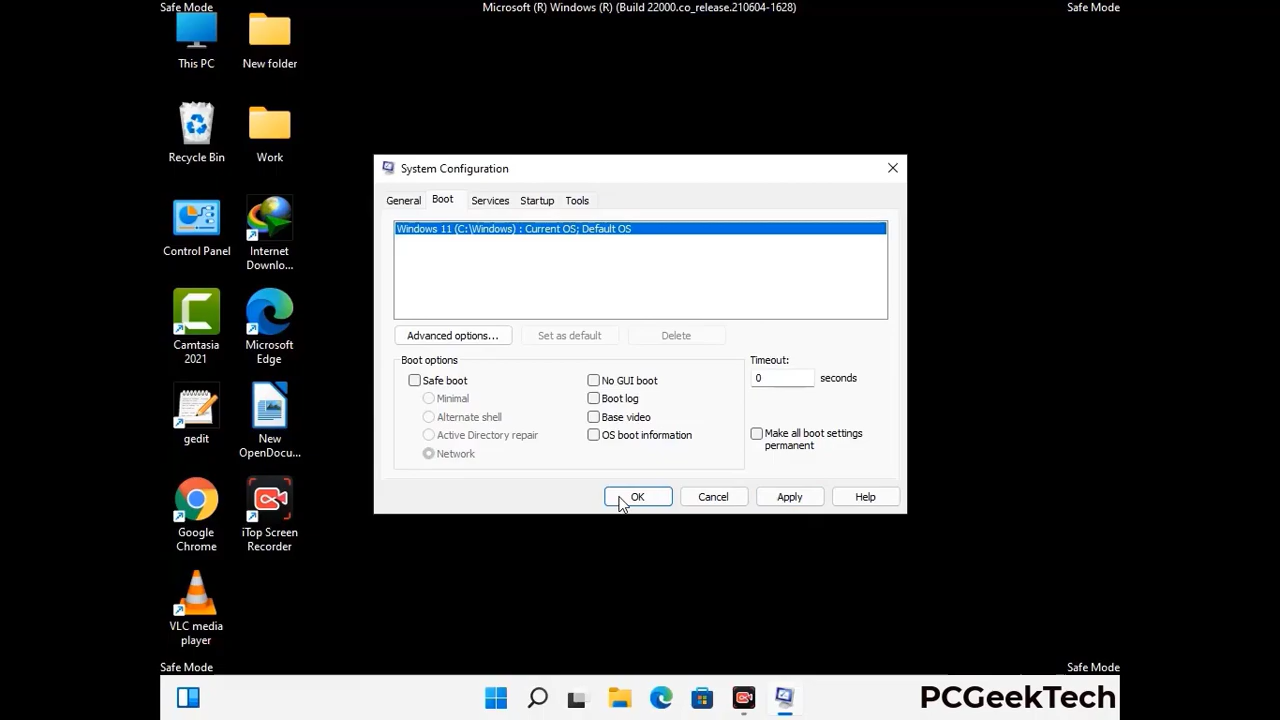 Safe Mode
Microsoft (R) Windows (R) (Build 22000.co_release.210604-1628)
Safe Mode
This PC
New folder
Recycle Bin
Work
Control Panel
Internet
Downlo...
Camtasia
2021
Microsoft
Edge
gedit
New
OpenDocu...
Google
Chrome
iTop Screen
Recorder
VLC media
player
System Configuration
General
Boot
Services
Startup
Tools
Windows 11 (C:\Windows) : Current OS; Default OS
Advanced options...
Set as default
Delete
Boot options
Safe boot
Minimal
Alternate shell
Active Directory repair
Network
No GUI boot
Boot log
Base video
OS boot information
Timeout:
0 seconds
Make all boot settings
permanent
OK
Cancel
Apply
Help
Safe Mode
Safe Mode
PCGeekTech